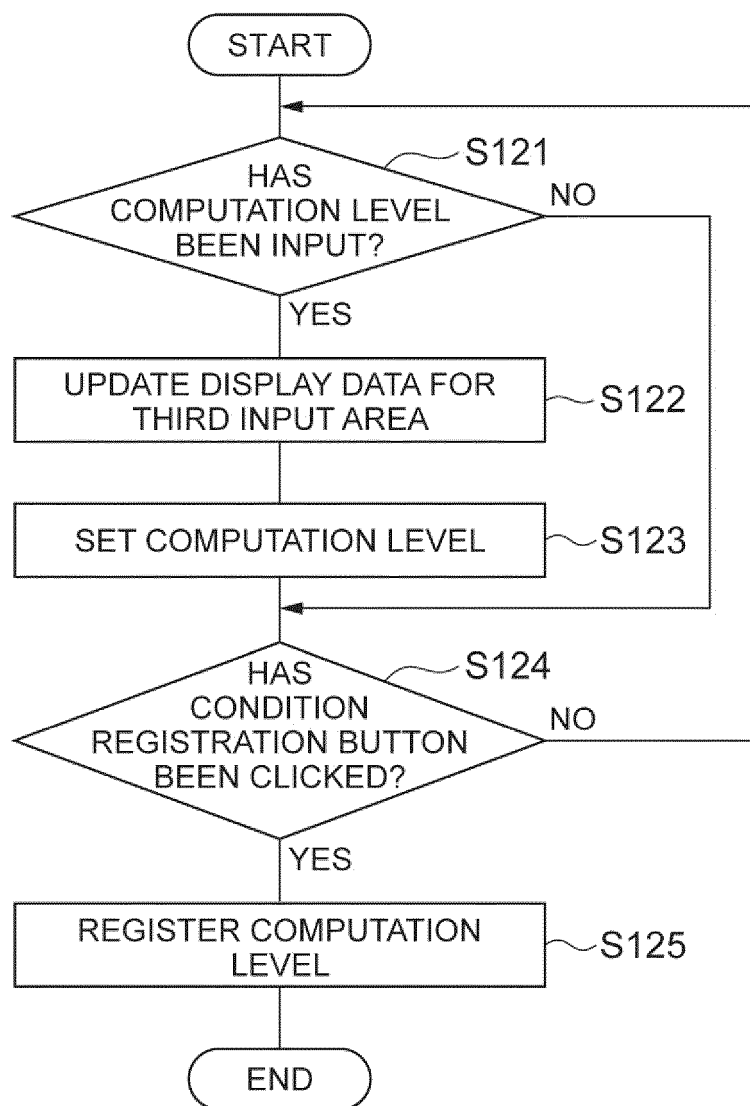 START
S121
HAS
COMPUTATION LEVEL
BEEN INPUT?
NO
YES
UPDATE DISPLAY DATA FOR
THIRD INPUT AREA
S122
SET COMPUTATION LEVEL
S123
S124
HAS
CONDITION
REGISTRATION BUTTON
BEEN CLICKED?
NO
YES
REGISTER COMPUTATION
LEVEL
S125
END